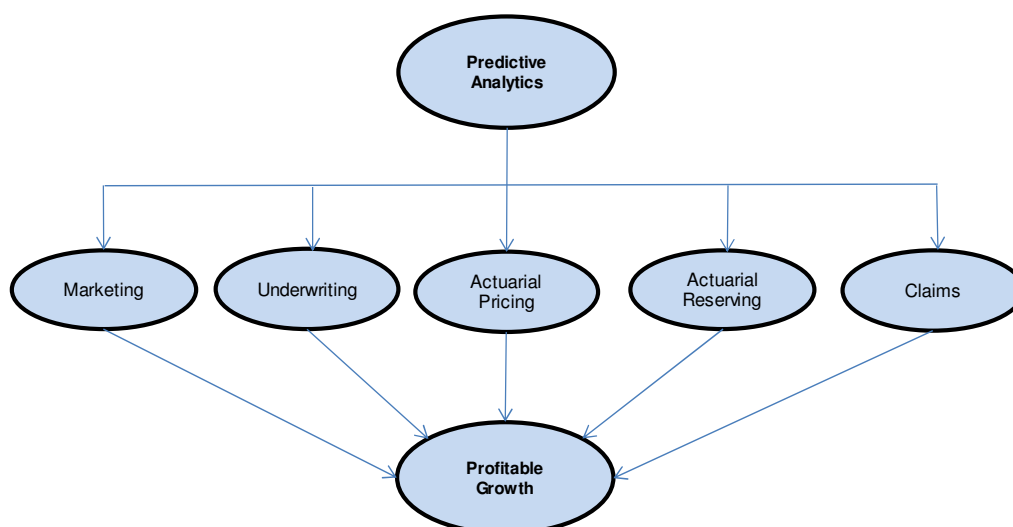 Predictive
Analytics
Marketing
Underwriting
Actuarial
Pricing
Actuarial
Reserving
Claims
Profitable
Growth